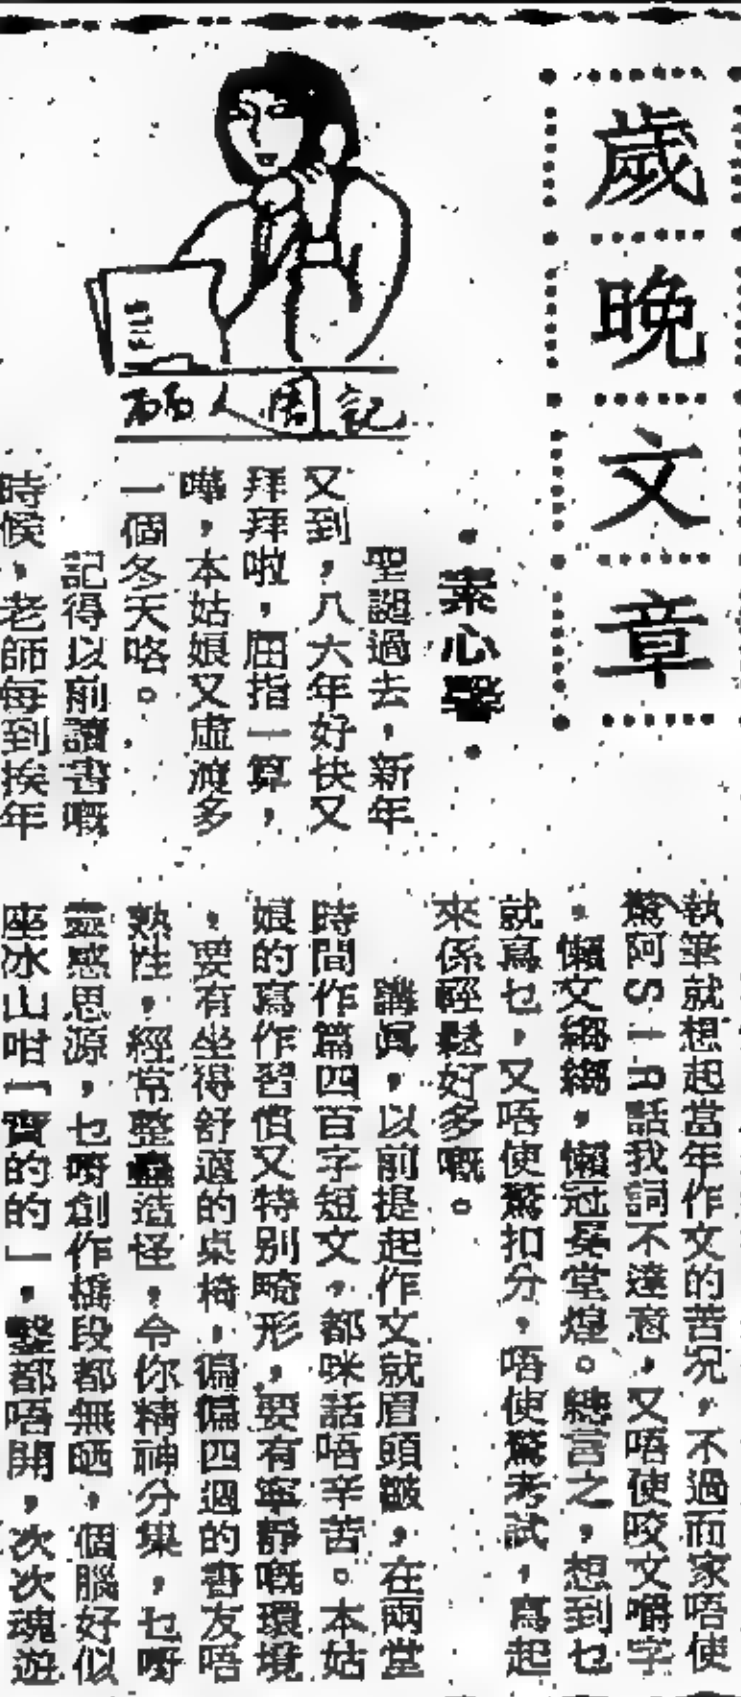 歲晚文章
兩人周記
FILE
•素心聲•
聖誕過去,新年
又到,八六年好快又
拜拜啦,屈指一算,
嘩,本姑娘又虛渡多
一個冬天咯。
記得以前讀書嘅
時候,老師每到挨年
執筆就想起當年作文的苦況,不過而家唔使
驚阿SIR話我詞不達意,又唔使咬文嚼字
,懶文縐縐,懶冠冕堂煌。總言之,想到乜
就寫乜,又唔使驚扣分,唔使驚考試,寫起
來係輕鬆好多嘅。
講眞,以前提起作文就眉頭皺,在兩堂
時間作篇四百字短文,都咪話唔辛苦。本姑
娘的寫作習慣又特别畸形,要有寧靜嘅環境
,要有坐得舒適的桌椅,偏偏四週的書友唔
熟性,經常整蠱造怪,令你精神分集,乜嘢
靈感思源,乜嘢創作橋段都無晒,個腦好似
座冰山咁「實的的」,鑿都唔開,次次魂遊